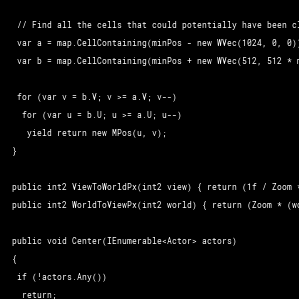 // Find all the cells that could potentially have been cl
var a = map.CellContaining(minPos - new WVec(1024, 0, 0)
var b = map.CellContaining(minPos + new WVec(512, 512 * m
for (var v = b.V; v >= a.V; v--)
for (var u = b.U; u >= a.U; u--)
yield return new MPos(u, v);
}
public int2 ViewToWorldPx(int2 view) { return (1f / Zoom *
public int2 WorldToViewPx(int2 world) { return (Zoom * (wo
public void Center(IEnumerable<Actor> actors)
{
if (!actors.Any())
return;